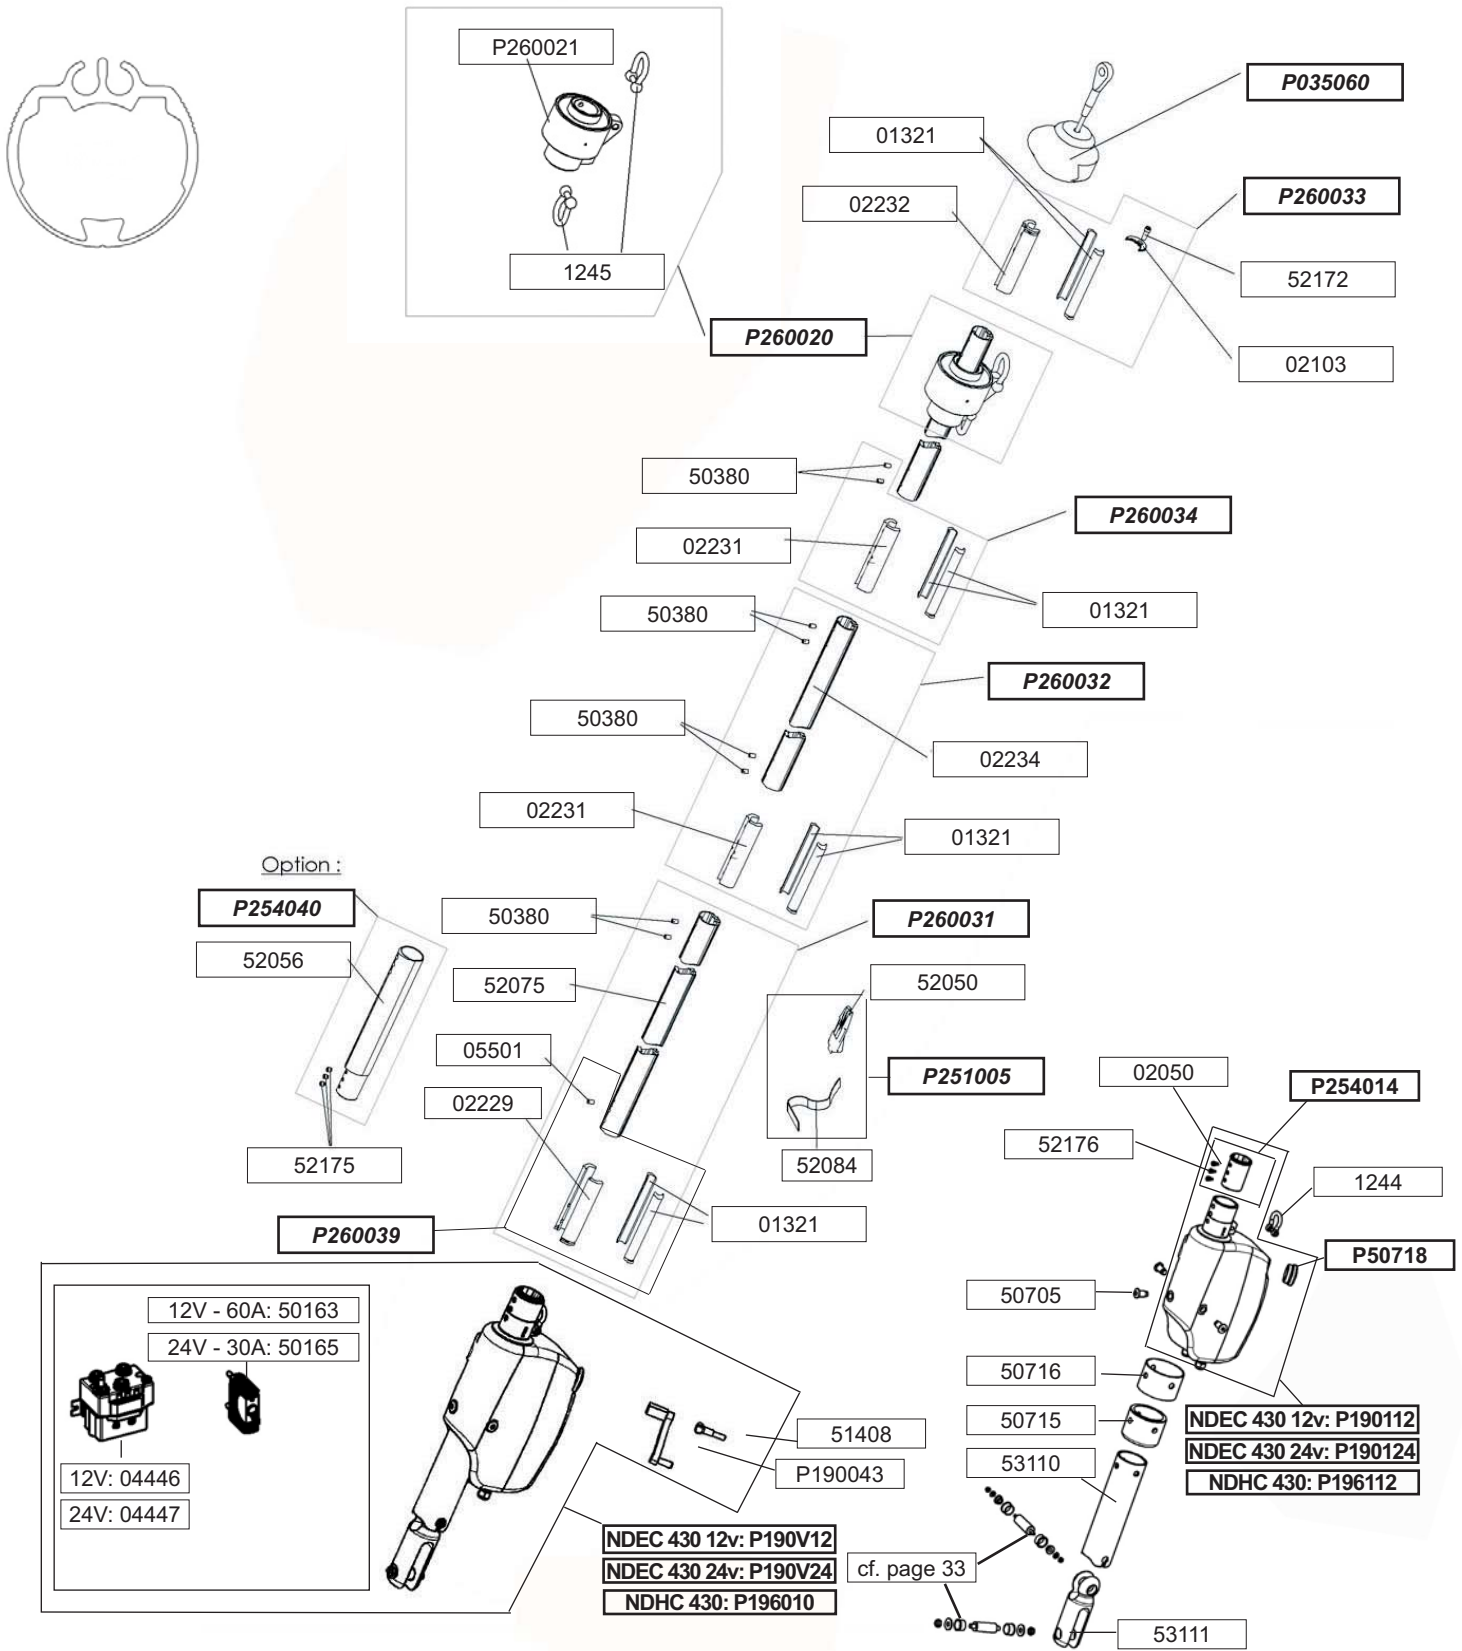 P260021
P035060
01321
P260033
02232
1245
52172
P260020
02103
50380
P260034
02231
01321
50380
P260032
50380
02234
02231
01321
Option :
P254040
50380
P260031
52056
52075
52050
05501
P251005
02050
P254014
02229
52176
52175
52084
1244
01321
P260039
P50718
50705
12V - 60A: 50163
24V - 30A: 50165
50716
50715
NDEC 430 12v: P190112
NDEC 430 24v: P190124
NDHC 430: P196112
51408
53110
P190043
12V: 04446
24V: 04447
NDEC 430 12v: P190V12
NDEC 430 24v: P190V24
NDHC 430: P196010
cf. page 33
53111